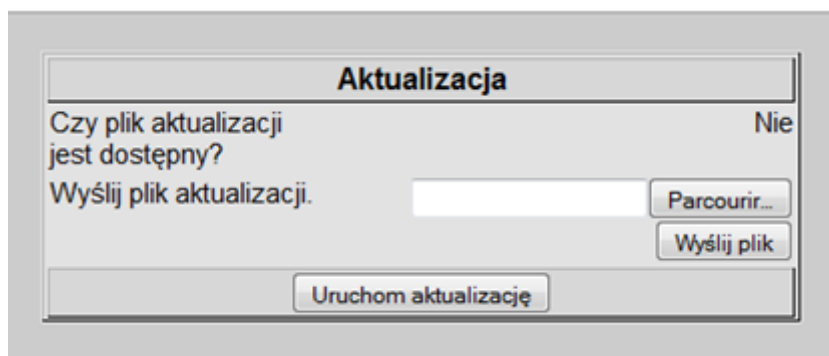 Aktualizacja
Czy plik aktualizacji Nie
jest dostępny?
Wyślij plik aktualizacji. Parcourir...
Wyślij plik
Uruchom aktualizację